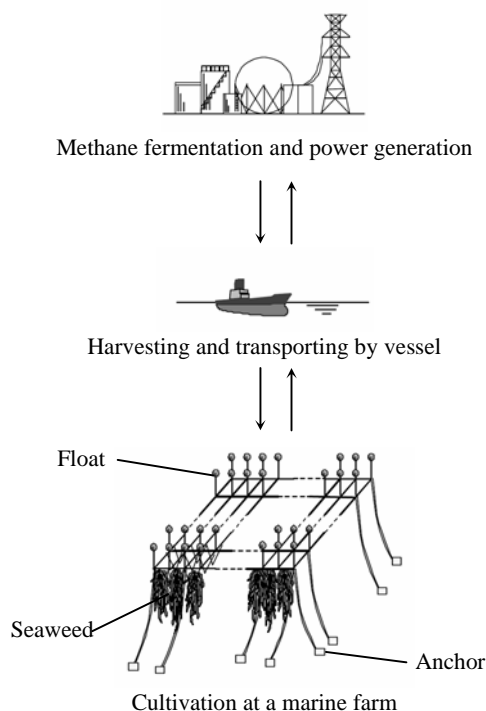 Methane fermentation and power generation
Harvesting and transporting by vessel
Float
Seaweed
Anchor
Cultivation at a marine farm